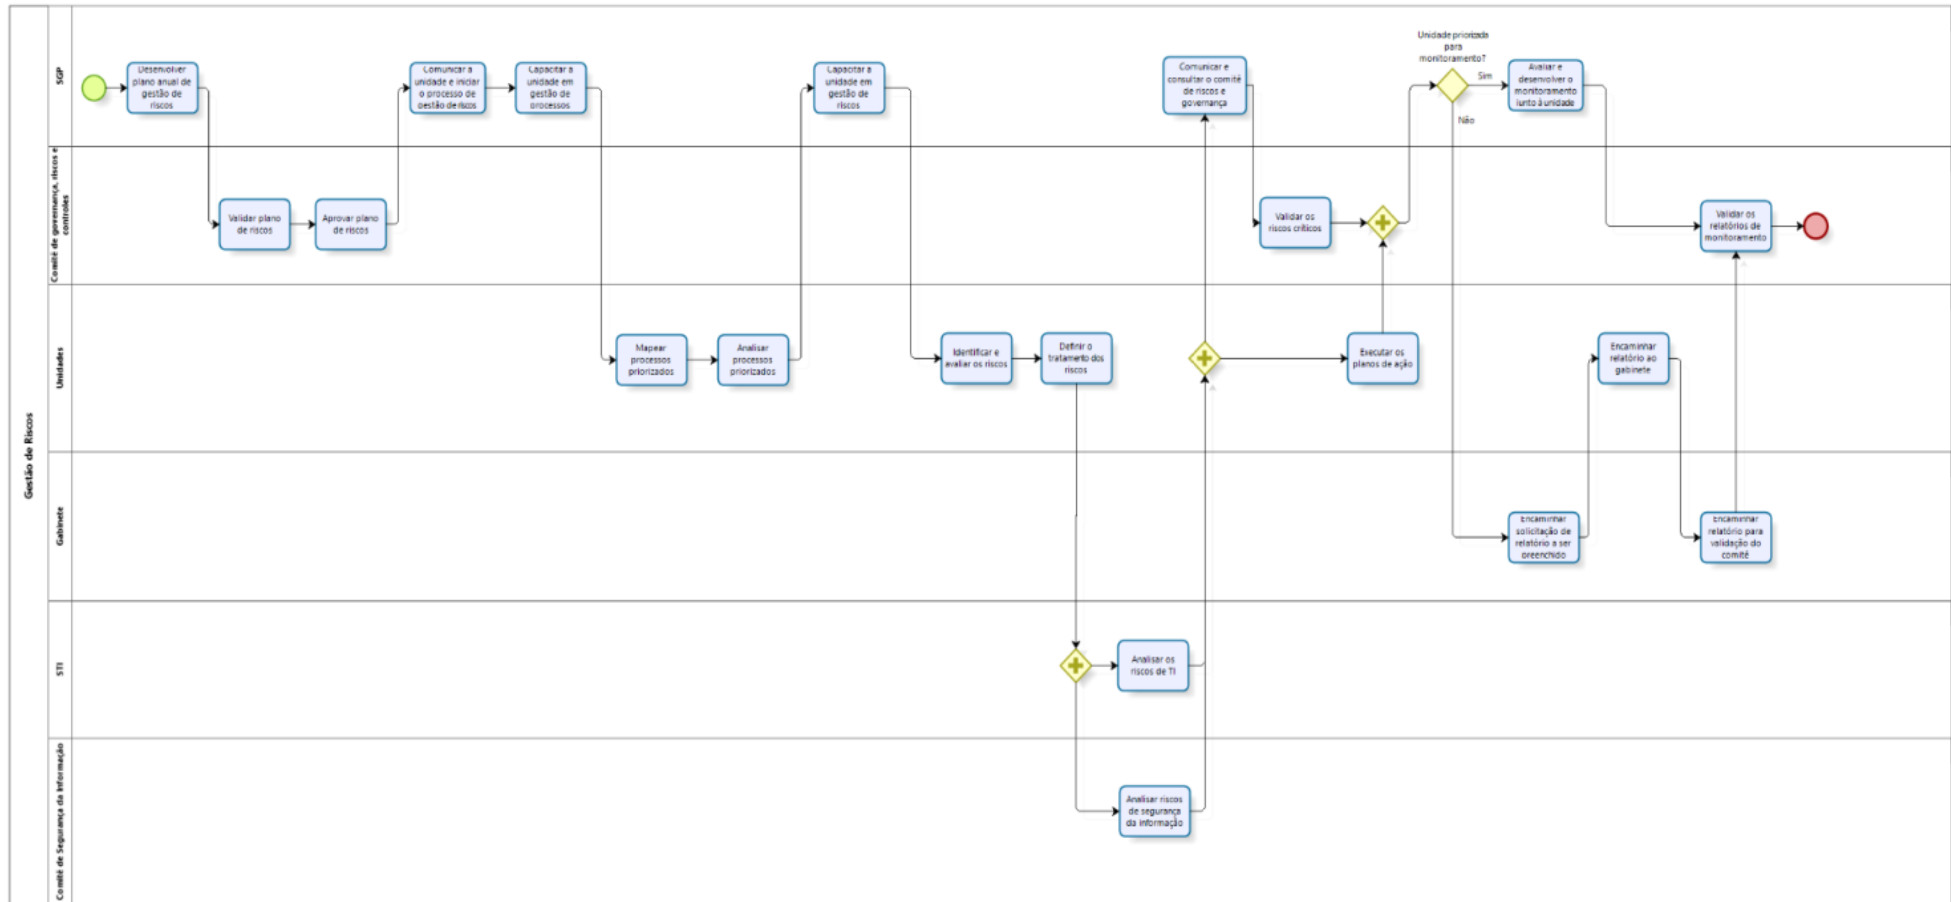 Gestão de Riscos
SGP
Desenvolver
plano anual de
gestão de
riscos
Comunicar a
unidade e iniciar
o processo de
gestão de riscos
Capacitar a
unidade em
gestão de
processos
Capacitar a
unidade em
gestão de
riscos
Comunicar e
consultar o comitê
de riscos e
governança
Unidade priorizada
para
monitoramento?
Sim
Não
Avaliar e
desenvolver o
monitoramento
junto à unidade
Comitê de governança, riscos e
controles
Validar plano
de riscos
Aprovar plano
de riscos
Validar os
riscos críticos
Validar os
relatórios de
monitoramento
Unidades
Mapear
processos
priorizados
Analisar
processos
priorizados
Identificar e
avaliar os riscos
Definir o
tratamento dos
riscos
Executar os
planos de ação
Encaminhar
relatório ao
gabinete
Gabinete
Encaminhar
solicitação de
relatório a ser
preenchido
Encaminhar
relatório para
validação do
comitê
STI
Analisar os
riscos de TI
Comitê de Segurança da Informação
Analisar riscos
de segurança
da informação